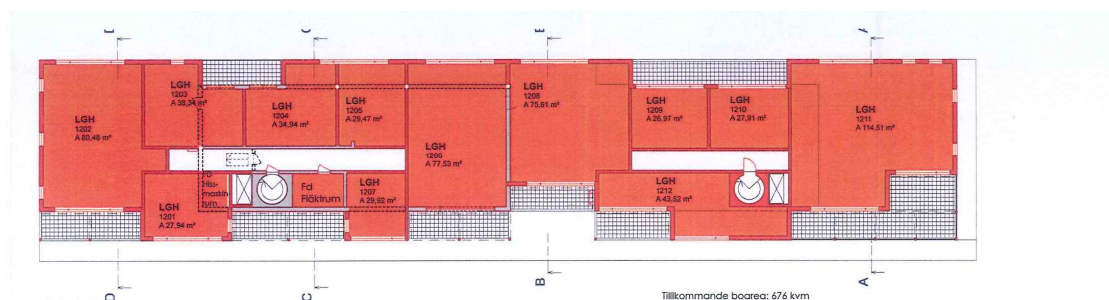 D
C
B
A
LGH
1202
A 80,48 m²
LGH
1203
A 38,34 m²
LGH
1204
A 34,94 m²
LGH
1205
A 29,47 m²
LGH
1206
A 77,53 m²
LGH
1208
A 75,61 m²
LGH
1209
A 26,97 m²
LGH
1210
A 27,91 m²
LGH
1211
A 114,51 m²
LGH
1201
A 27,94 m²
Fd
Hiss-
maskin
rum
Fd
Fläktrum
LGH
1207
A 29,92 m²
LGH
1212
A 43,52 m²
D
C
B
A
Tillkommande boarea: 676 kvm